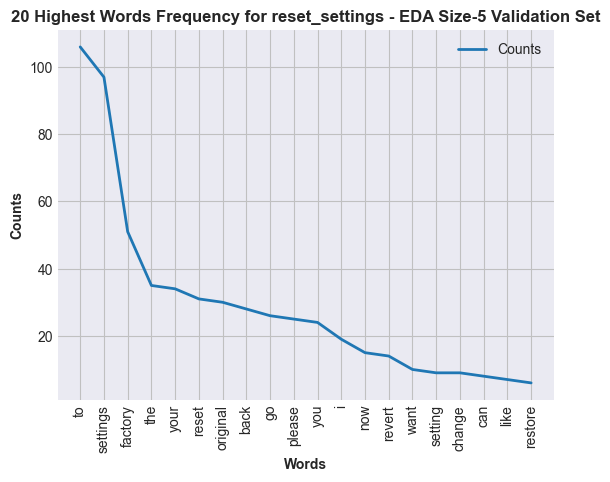 20 Highest Words Frequency for reset_settings - EDA Size-5 Validation Set
Counts
100
80
60
40
20
Counts
to
settings
factory
the
your
reset
original
back
go
please
you
i
now
revert
want
setting
change
can
like
restore
Words